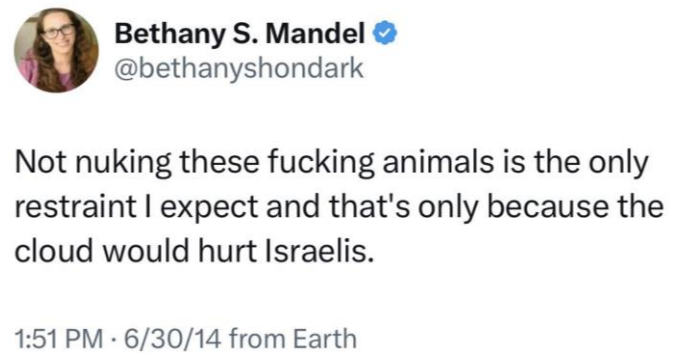 Bethany S. Mandel
@bethanyshondark
Not nuking these fucking animals is the only
restraint I expect and that's only because the
cloud would hurt Israelis.
1:51 PM · 6/30/14 from Earth